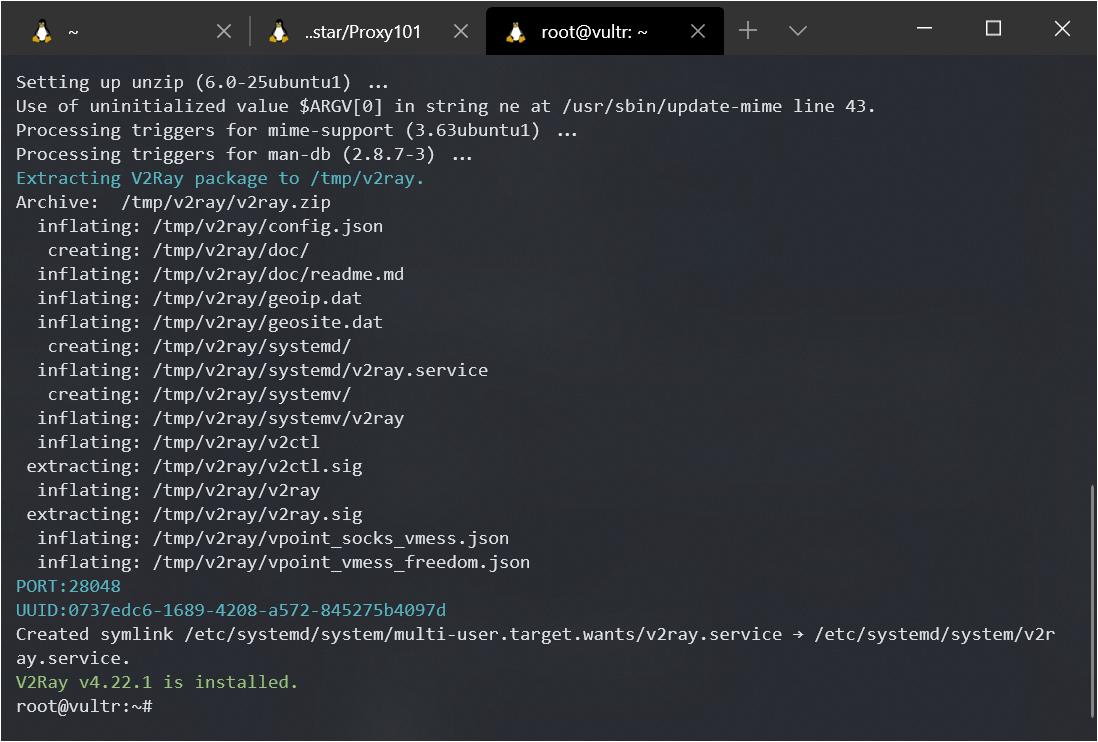 ~ ..star/Proxy101 root@vultr: ~
Setting up unzip (6.0-25ubuntu1) ...
Use of uninitialized value $ARGV[0] in string ne at /usr/sbin/update-mime line 43.
Processing triggers for mime-support (3.63ubuntu1) ...
Processing triggers for man-db (2.8.7-3) ...
Extracting V2Ray package to /tmp/v2ray.
Archive:  /tmp/v2ray/v2ray.zip
  inflating: /tmp/v2ray/config.json
   creating: /tmp/v2ray/doc/
  inflating: /tmp/v2ray/doc/readme.md
  inflating: /tmp/v2ray/geoip.dat
  inflating: /tmp/v2ray/geosite.dat
   creating: /tmp/v2ray/systemd/
  inflating: /tmp/v2ray/systemd/v2ray.service
   creating: /tmp/v2ray/systemv/
  inflating: /tmp/v2ray/systemv/v2ray
  inflating: /tmp/v2ray/v2ctl
 extracting: /tmp/v2ray/v2ctl.sig
  inflating: /tmp/v2ray/v2ray
 extracting: /tmp/v2ray/v2ray.sig
  inflating: /tmp/v2ray/vpoint_socks_vmess.json
  inflating: /tmp/v2ray/vpoint_vmess_freedom.json
PORT:28048
UUID:0737edc6-1689-4208-a572-845275b4097d
Created symlink /etc/systemd/system/multi-user.target.wants/v2ray.service → /etc/systemd/system/v2r
ay.service.
V2Ray v4.22.1 is installed.
root@vultr:~#